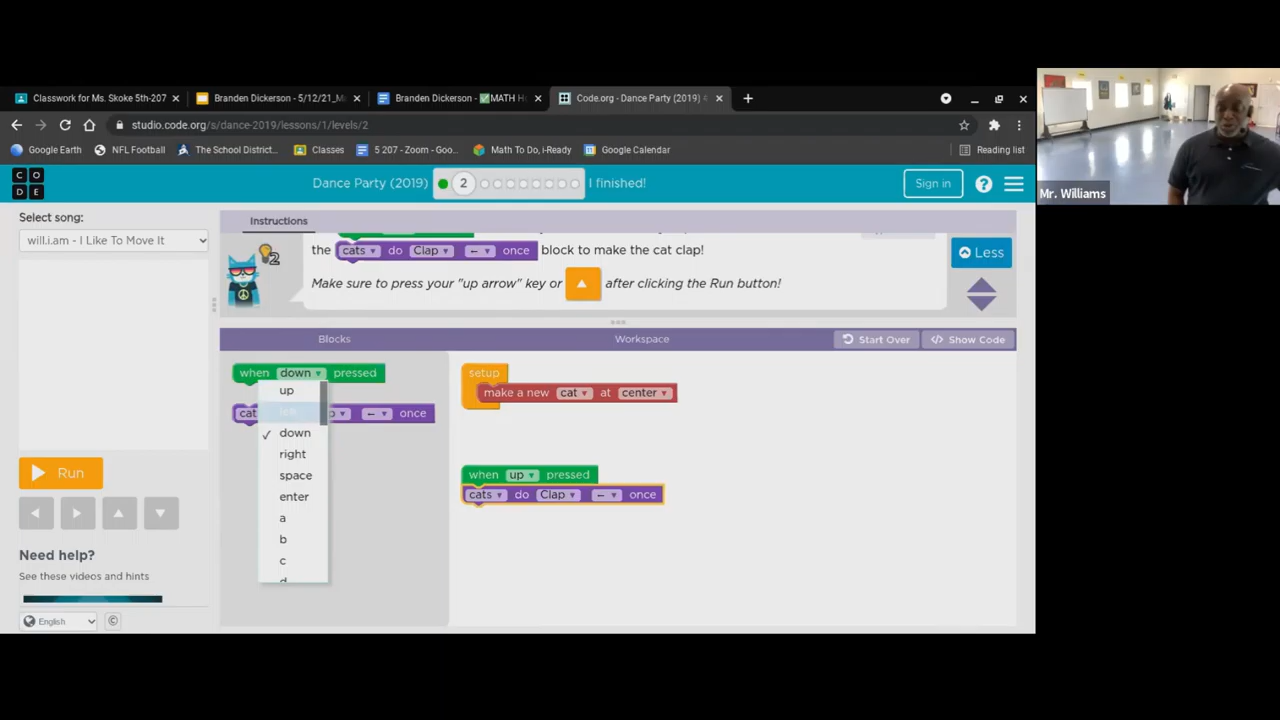 Classwork for Ms. Skoke 5th-207
Branden Dickerson - 5/12/21_M
Branden Dickerson - ✅MATH H
Code.org - Dance Party (2019)
studio.code.org/s/dance-2019/lessons/1/levels/2
Google Earth
NFL Football
The School District...
Classes
5 207 - Zoom - Goo...
Math To Do, i-Ready
Google Calendar
Reading list
Mr. Williams
C O D E
Dance Party (2019)
2
I finished!
Sign in
Select song:
will.i.am - I Like To Move It
Instructions
2
the cats do Clap ← once block to make the cat clap!
Make sure to press your "up arrow" key or after clicking the Run button!
Less
Blocks
Workspace
Start Over
</> Show Code
when down pressed
up
left
down
right
space
enter
a
b
c
d
← once
setup
make a new cat at center
when up pressed
cats do Clap ← once
Run
Need help?
See these videos and hints
English
©